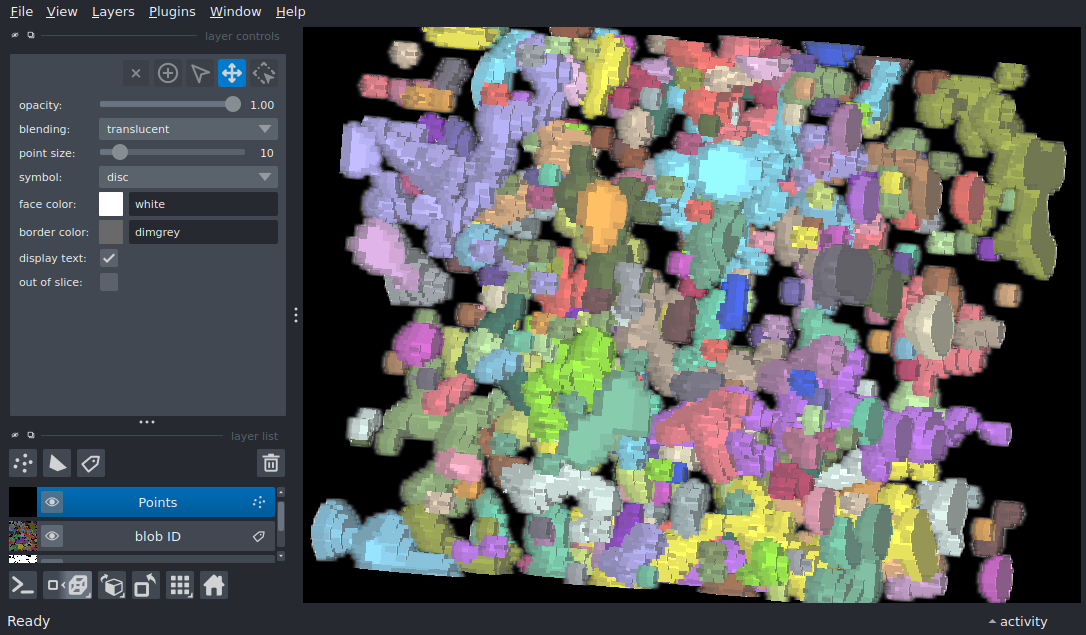 File View Layers Plugins Window Help
layer controls
opacity: 1.00
blending: translucent
point size: 10
symbol: disc
face color: white
border color: dimgrey
display text:
out of slice:
layer list
Points
blob ID
Ready activity